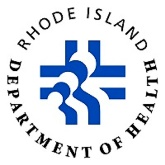 RHODE ISLAND
DEPARTMENT OF HEALTH